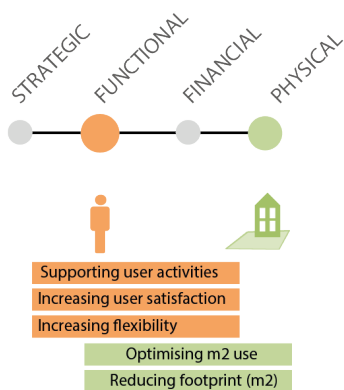 STRATEGIC
FUNCTIONAL
FINANCIAL
PHYSICAL
Supporting user activities
Increasing user satisfaction
Increasing flexibility
Optimising m2 use
Reducing footprint (m2)